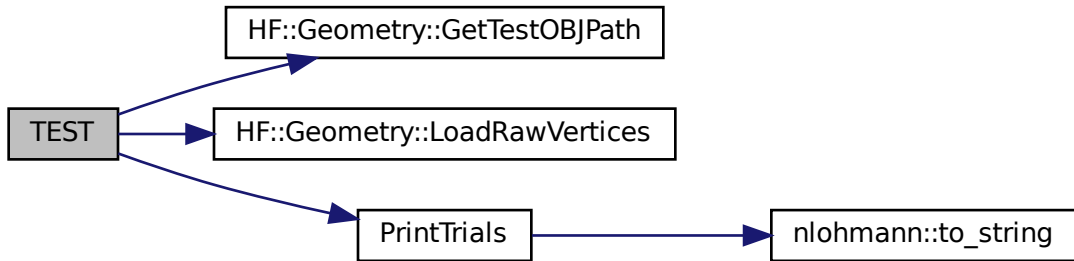 HF::Geometry::GetTestOBJPath
TEST
HF::Geometry::LoadRawVertices
PrintTrials
nlohmann::to_string